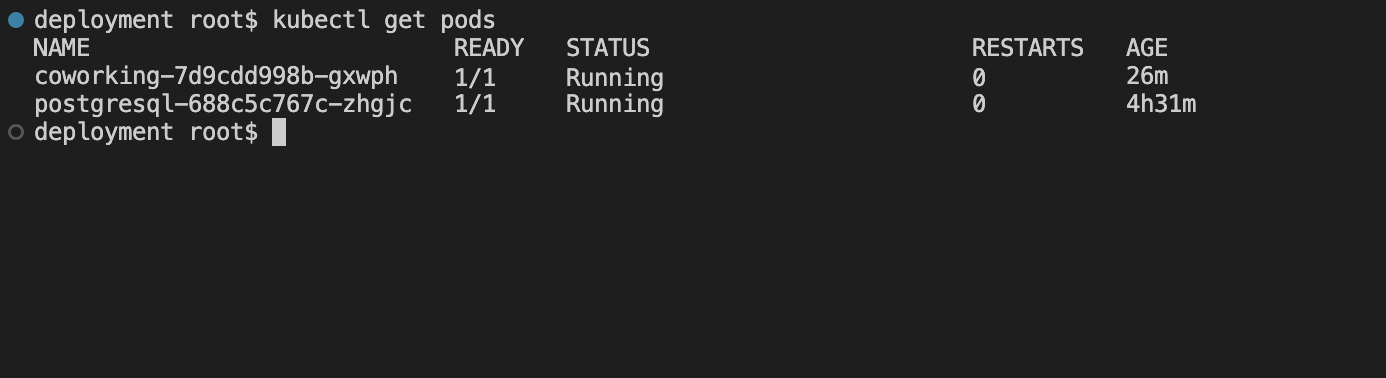 deployment root$ kubectl get pods
NAME                          READY   STATUS                       RESTARTS   AGE
coworking-7d9cdd998b-gxwph    1/1     Running                      0          26m
postgresql-688c5c767c-zhgjc   1/1     Running                      0          4h31m
deployment root$